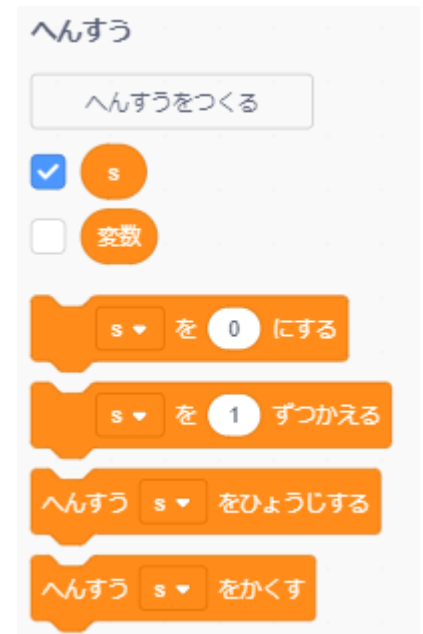 へんすう
へんすうをつくる
s
変数
s を 0 にする
s を 1 ずつかえる
へんすう s をひょうじする
へんすう s をかくす